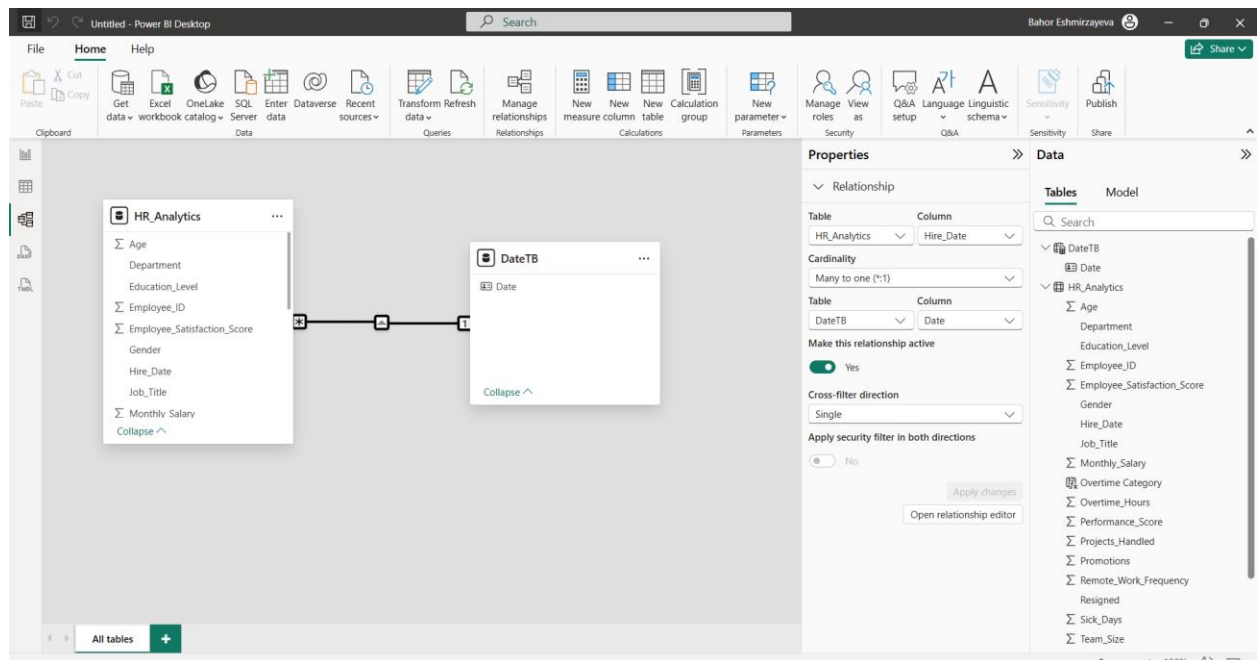 Untitled - Power BI Desktop
Search
Bahor Eshmirzayeva
File Home Help
Share
Paste
Cut
Copy
Get data
Excel workbook
OneLake catalog
SQL Server
Enter data
Dataverse
Recent sources
Transform data
Refresh
Manage relationships
New measure
New column
New table
Calculation group
New parameter
Manage roles
View as
Q&A setup
Language
Linguistic schema
Sensitivity
Publish
Clipboard
Data
Queries
Relationships
Calculations
Parameters
Security
Q&A
Sensitivity
Share
HR_Analytics
Age
Department
Education_Level
Employee_ID
Employee_Satisfaction_Score
Gender
Hire_Date
Job_Title
Monthly_Salary
Collapse
DateTB
Date
Collapse
*
1
Properties
Relationship
Table Column
HR_Analytics Hire_Date
Cardinality
Many to one (*:1)
Table Column
DateTB Date
Make this relationship active
Yes
Cross-filter direction
Single
Apply security filter in both directions
No
Apply changes
Open relationship editor
Data
Tables Model
Search
DateTB
Date
HR_Analytics
Age
Department
Education_Level
Employee_ID
Employee_Satisfaction_Score
Gender
Hire_Date
Job_Title
Monthly_Salary
Overtime Category
Overtime_Hours
Performance_Score
Projects_Handled
Promotions
Remote_Work_Frequency
Resigned
Sick_Days
Team_Size
All tables